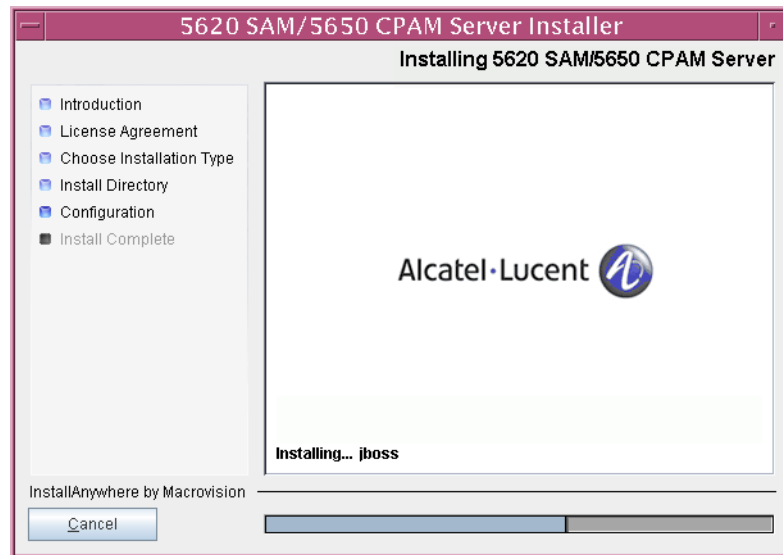 5620 SAM/5650 CPAM Server Installer
Installing 5620 SAM/5650 CPAM Server
Introduction
License Agreement
Choose Installation Type
Install Directory
Configuration
Install Complete
Alcatel·Lucent
Installing... jboss
InstallAnywhere by Macrovision
Cancel